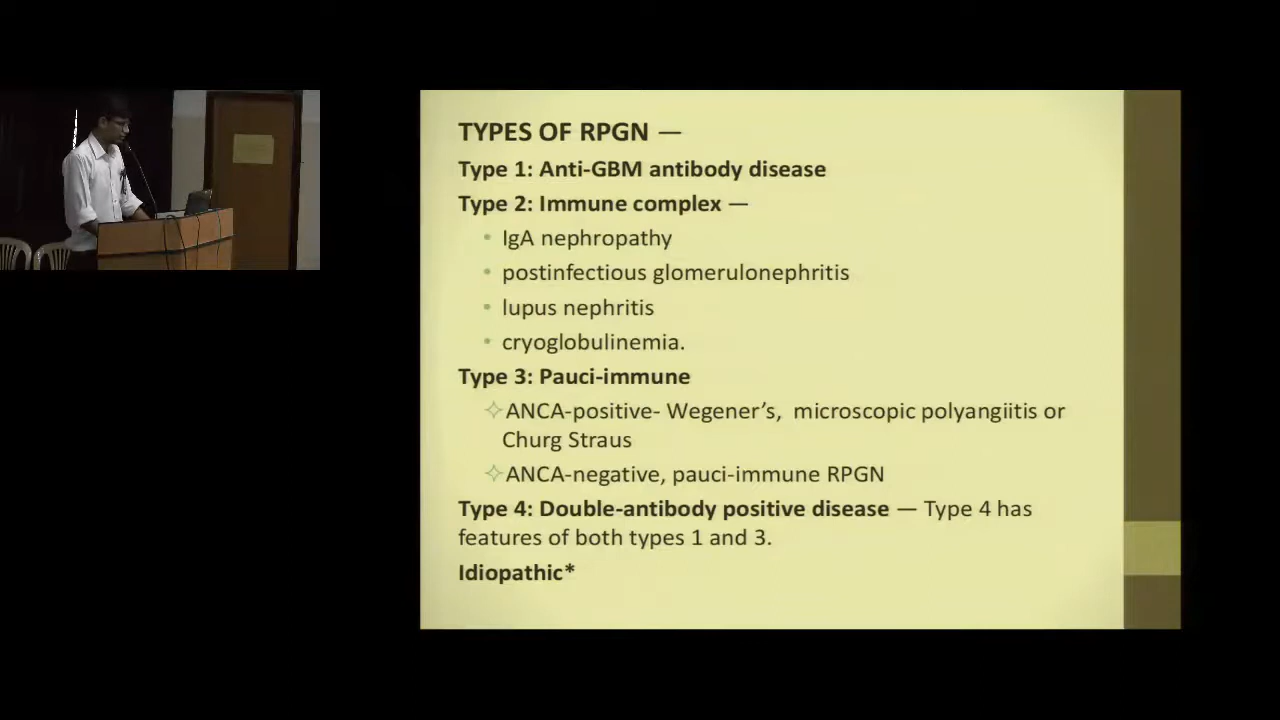 TYPES OF RPGN —
Type 1: Anti-GBM antibody disease
Type 2: Immune complex —
• IgA nephropathy
• postinfectious glomerulonephritis
• lupus nephritis
• cryoglobulinemia.
Type 3: Pauci-immune
✧ANCA-positive- Wegener’s, microscopic polyangiitis or
Churg Straus
✧ANCA-negative, pauci-immune RPGN
Type 4: Double-antibody positive disease — Type 4 has
features of both types 1 and 3.
Idiopathic*